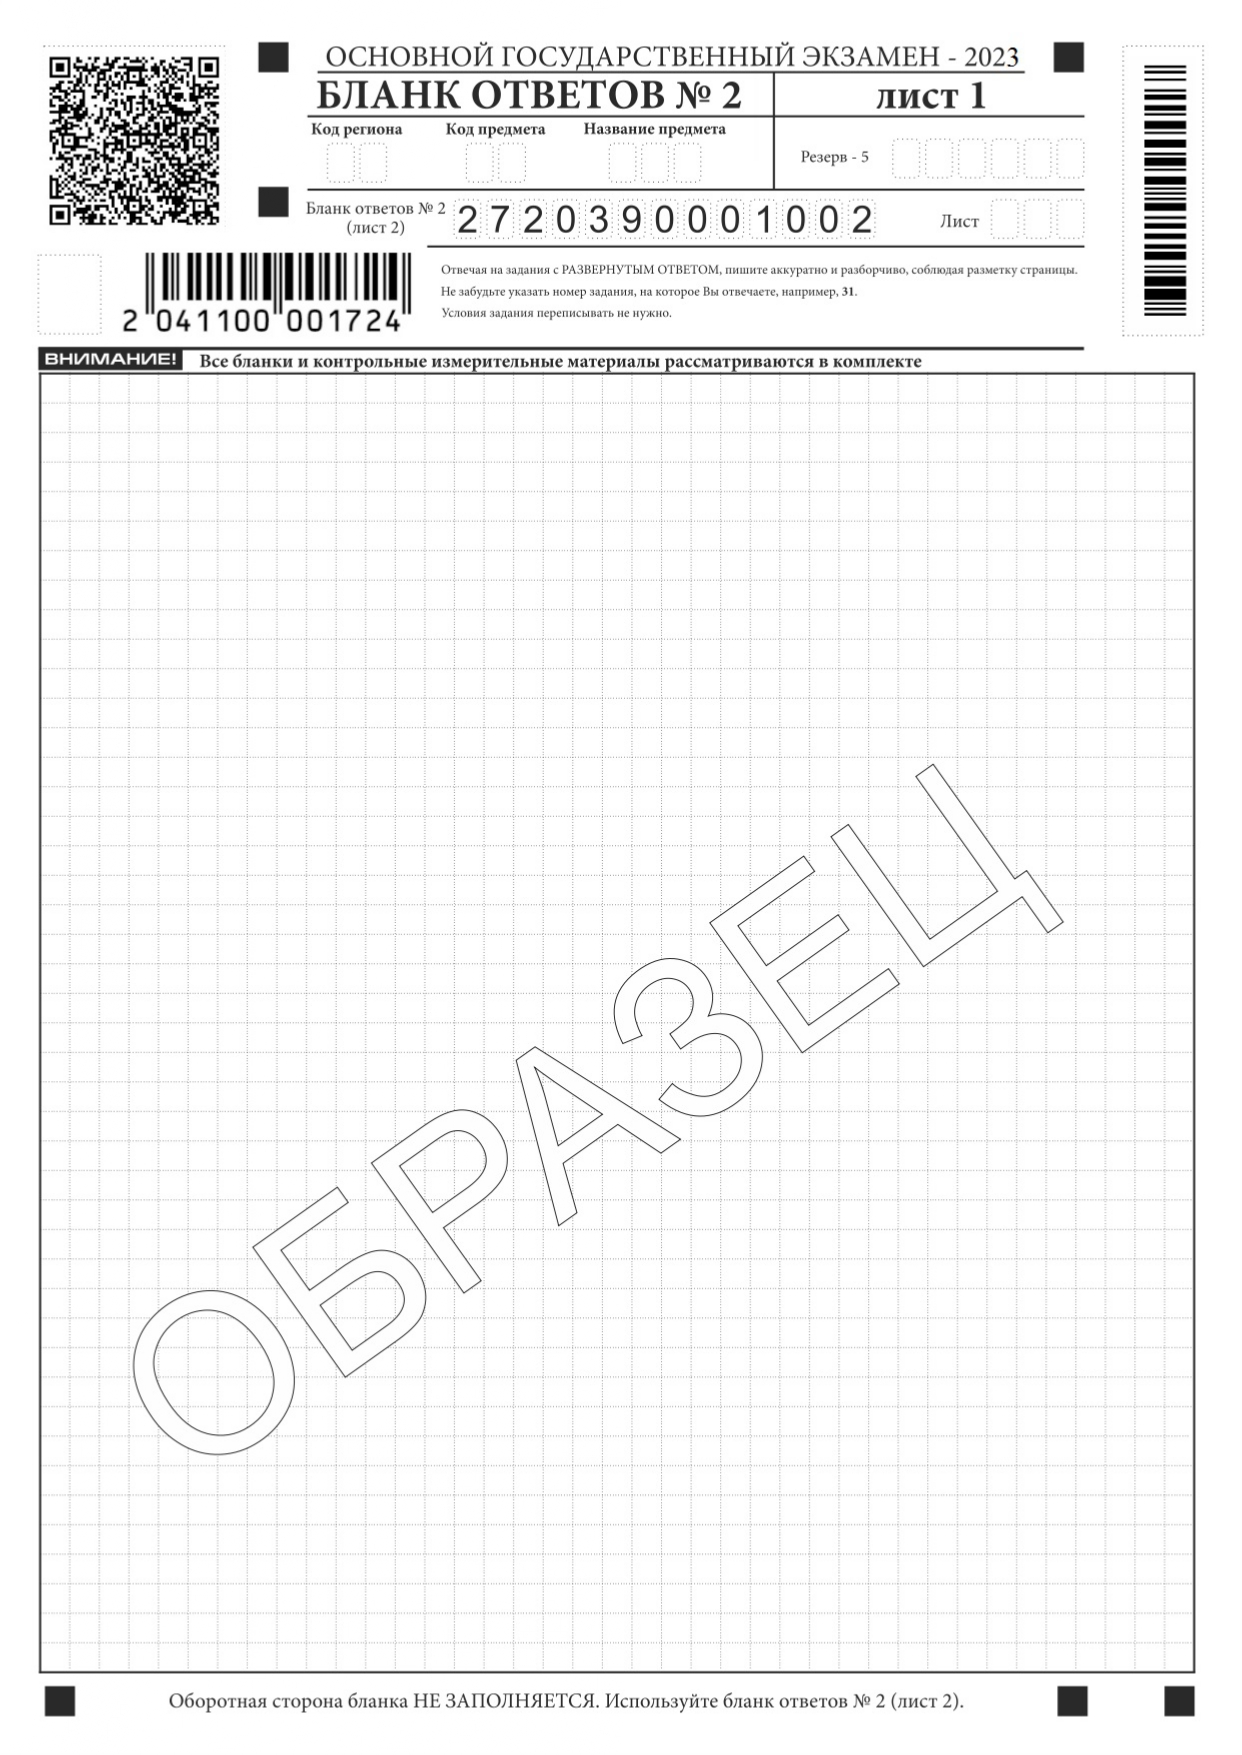 ОСНОВНОЙ ГОСУДАРСТВЕННЫЙ ЭКЗАМЕН - 2023
БЛАНК ОТВЕТОВ № 2 лист 1
Код региона Код предмета Название предмета
Резерв - 5
Бланк ответов № 2
(лист 2)
2720390001002
Лист
2 041100 001724
Отвечая на задания с РАЗВЕРНУТЫМ ОТВЕТОМ, пишите аккуратно и разборчиво, соблюдая разметку страницы.
Не забудьте указать номер задания, на которое Вы отвечаете, например, 31.
Условия задания переписывать не нужно.
ВНИМАНИЕ! Все бланки и контрольные измерительные материалы рассматриваются в комплекте
ОБРАЗЕЦ
Оборотная сторона бланка НЕ ЗАПОЛНЯЕТСЯ. Используйте бланк ответов № 2 (лист 2).